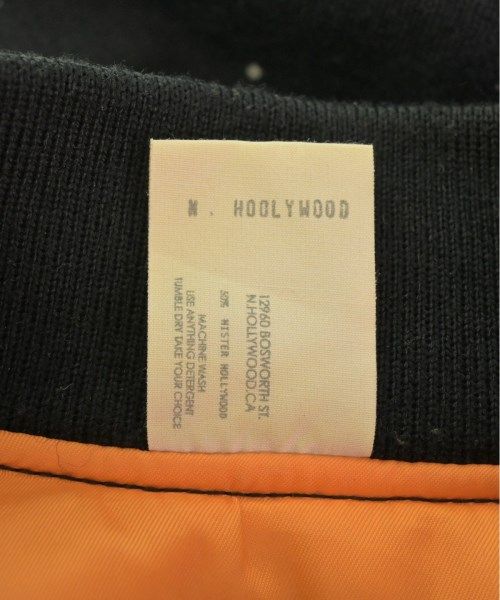 N. HOOLYWOOD
12960 BOSWORTH ST.
N.HOLLYWOOD,CA
50% MISTER HOLLYWOOD
MACHINE WASH
USE ANYTHING DETERGENT
TUMBLE DRY TAKE YOUR CHOICE